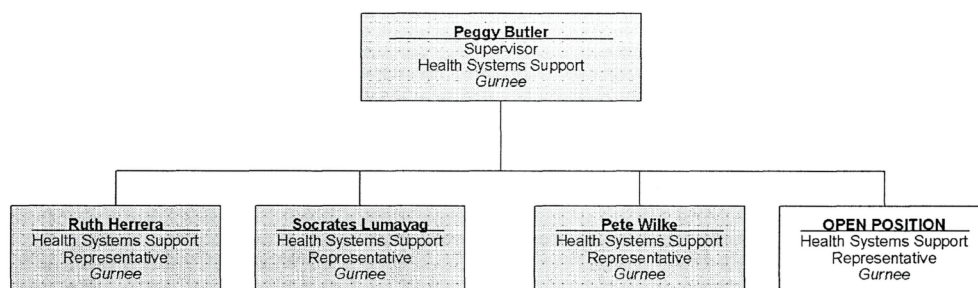 Peggy Butler
Supervisor
Health Systems Support
Gurnee
Ruth Herrera
Health Systems Support
Representative
Gurnee
Socrates Lumayag
Health Systems Support
Representative
Gurnee
Pete Wilke
Health Systems Support
Representative
Gurnee
OPEN POSITION
Health Systems Support
Representative
Gurnee